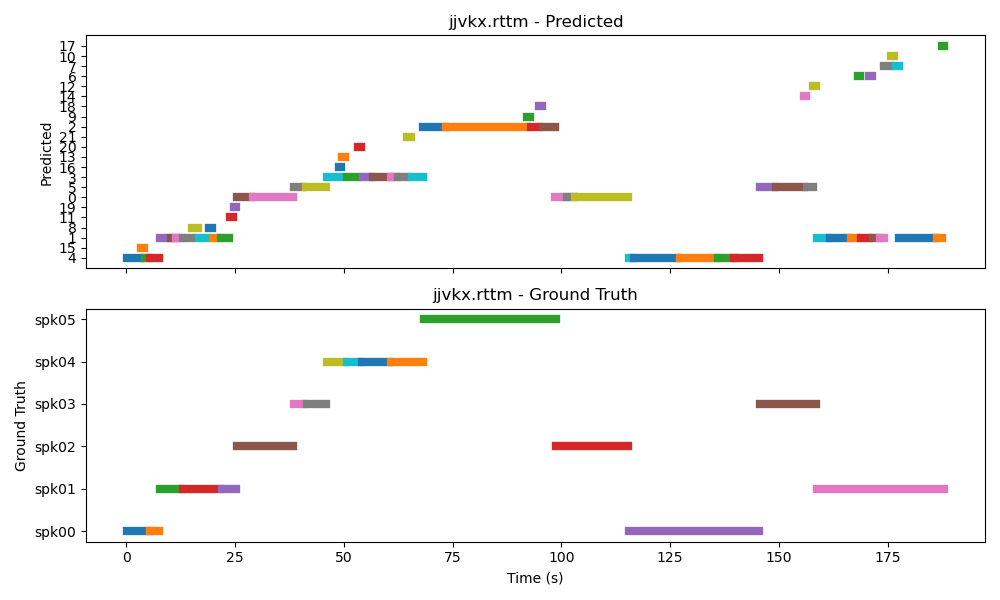 jjvkx.rttm - Predicted
Predicted
17
10
7
6
12
14
18
9
2
21
20
13
16
3
5
0
19
11
8
1
15
4
jjvkx.rttm - Ground Truth
Ground Truth
spk05
spk04
spk03
spk02
spk01
spk00
0 25 50 75 100 125 150 175
Time (s)